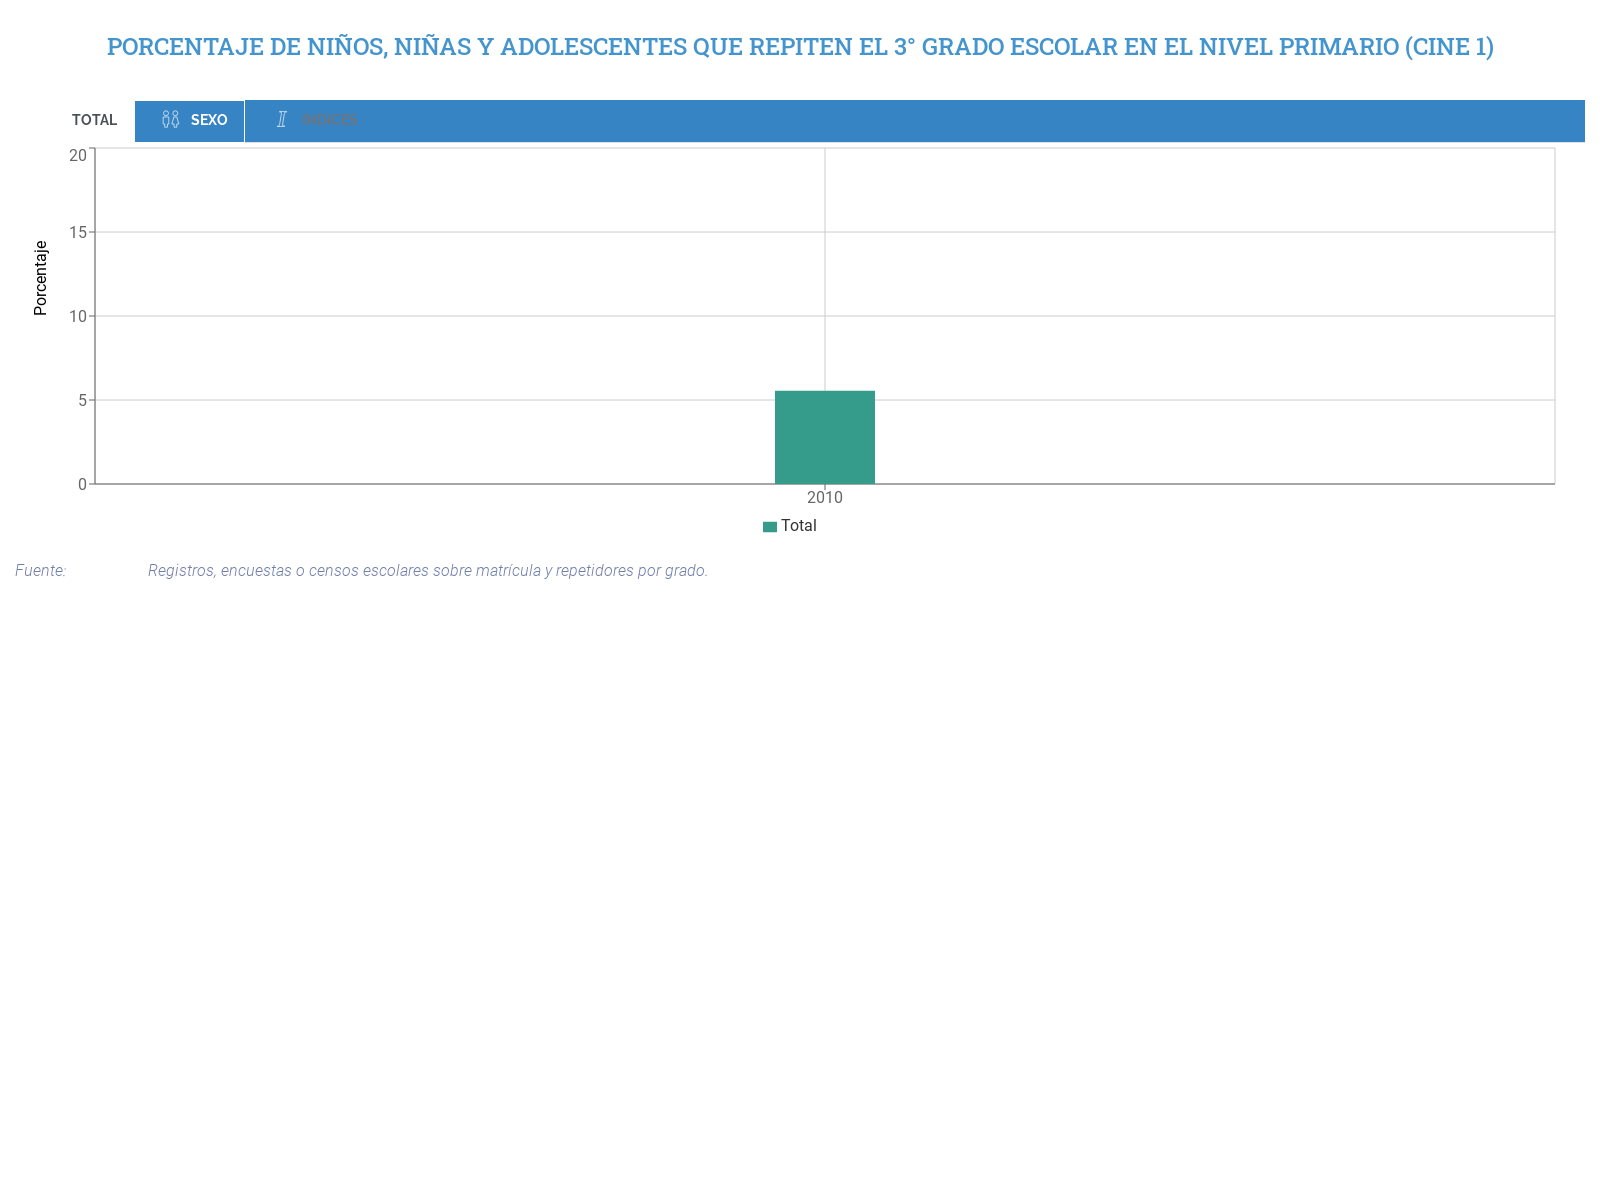 PORCENTAJE DE NIÑOS, NIÑAS Y ADOLESCENTES QUE REPITEN EL 3° GRADO ESCOLAR EN EL NIVEL PRIMARIO (CINE 1)
TOTAL SEXO INDICES
20
15
10
5
0
Porcentaje
2010
Total
Fuente: Registros, encuestas o censos escolares sobre matrícula y repetidores por grado.